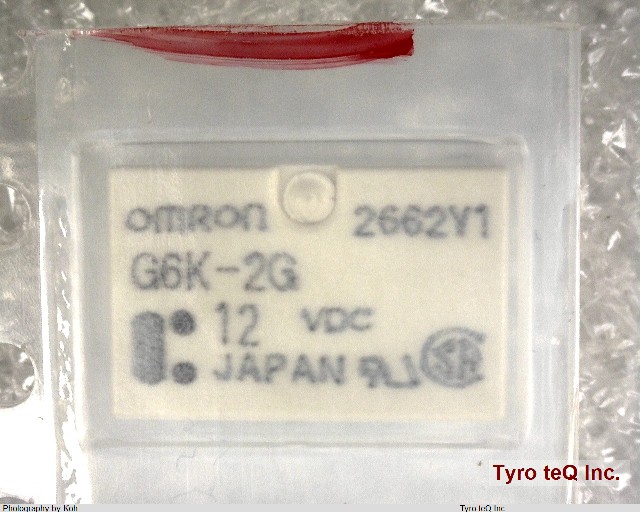 OMRON 2662Y1
G6K-2G
12 VDC
JAPAN
Tyro teQ Inc.
Photography by Koh Tyro teQ Inc